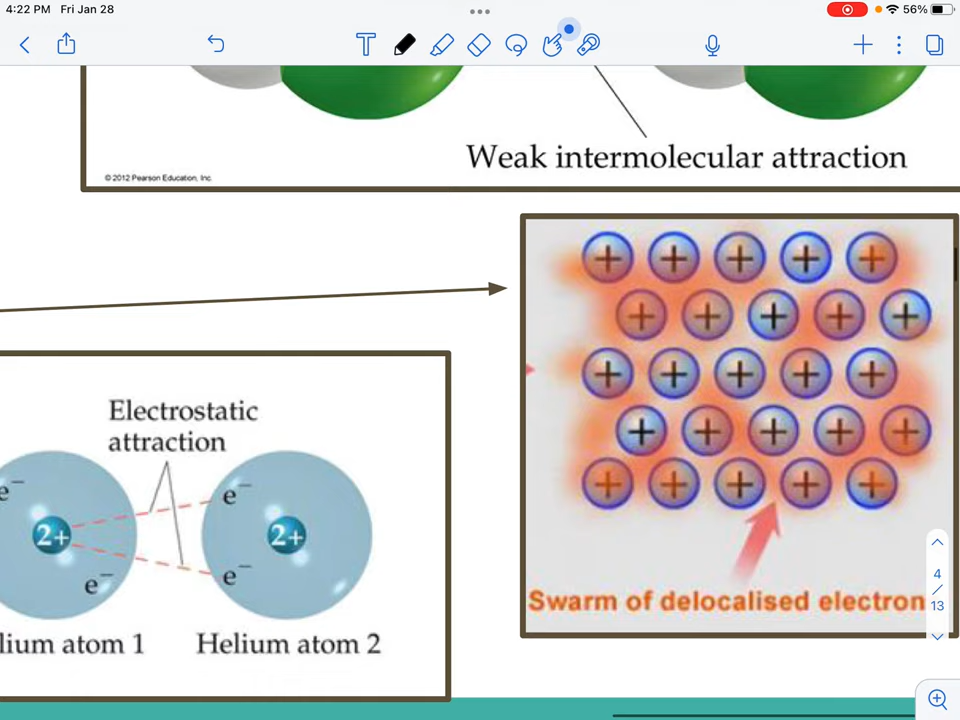 4:22 PM Fri Jan 28
56%
T
Weak intermolecular attraction
© 2012 Pearson Education, Inc.
+ + + + +
+ + + + +
+ + + + +
+ + + + +
+ + + + +
Swarm of delocalised electron
Electrostatic
attraction
e⁻
e⁻
2+
2+
e⁻
e⁻
lium atom 1
Helium atom 2
4
/
13